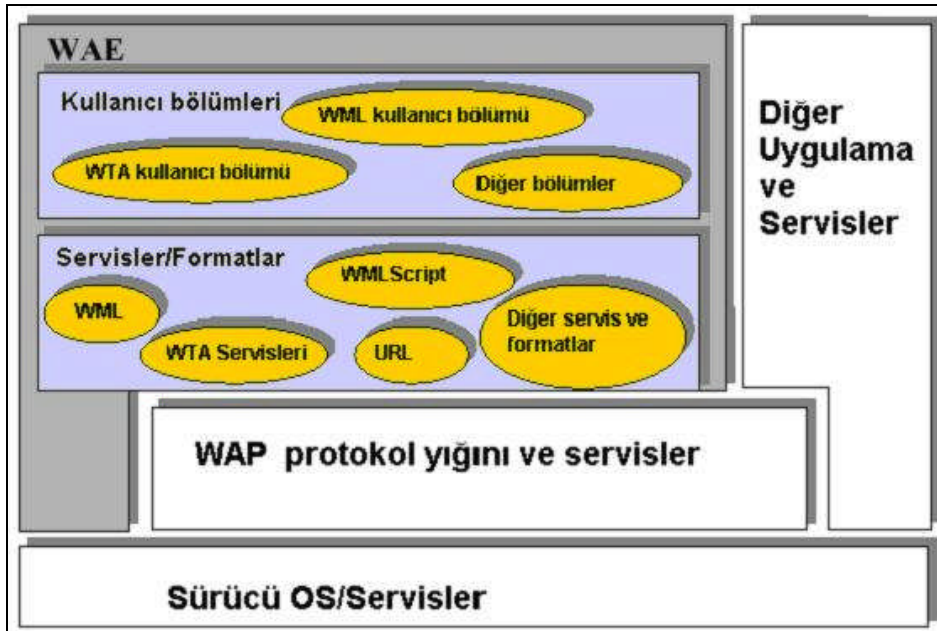 WAE
Kullanıcı bölümleri
WML kullanıcı bölümü
WTA kullanıcı bölümü
Diğer bölümler
Servisler/Formatlar
WMLScript
WML
WTA Servisleri
URL
Diğer servis ve
formatlar
Diğer
Uygulama
ve
Servisler
WAP protokol yığını ve servisler
Sürücü OS/Servisler